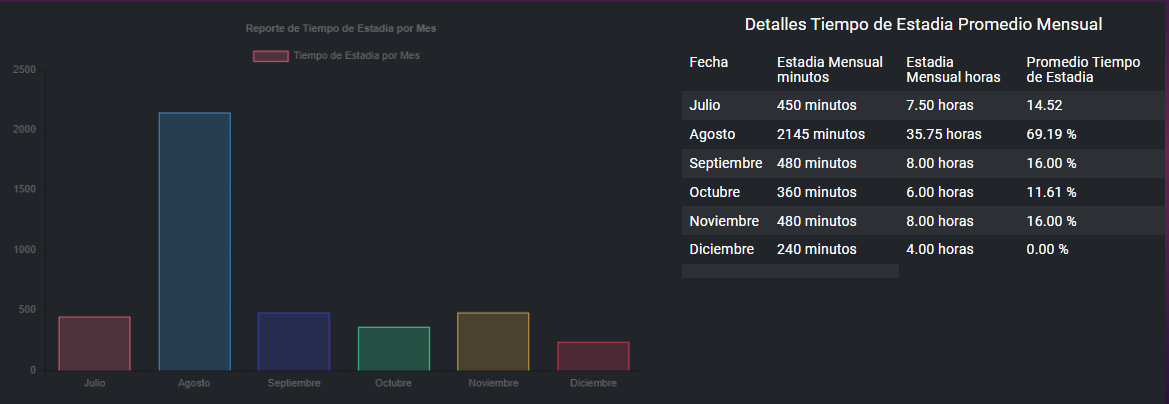 Reporte de Tiempo de Estadia por Mes
Tiempo de Estadia por Mes
2500
2000
1500
1000
500
0
Julio Agosto Septiembre Octubre Noviembre Diciembre
Detalles Tiempo de Estadia Promedio Mensual
Fecha Estadia Mensual minutos Estadia Mensual horas Promedio Tiempo de Estadia
Julio 450 minutos 7.50 horas 14.52
Agosto 2145 minutos 35.75 horas 69.19 %
Septiembre 480 minutos 8.00 horas 16.00 %
Octubre 360 minutos 6.00 horas 11.61 %
Noviembre 480 minutos 8.00 horas 16.00 %
Diciembre 240 minutos 4.00 horas 0.00 %